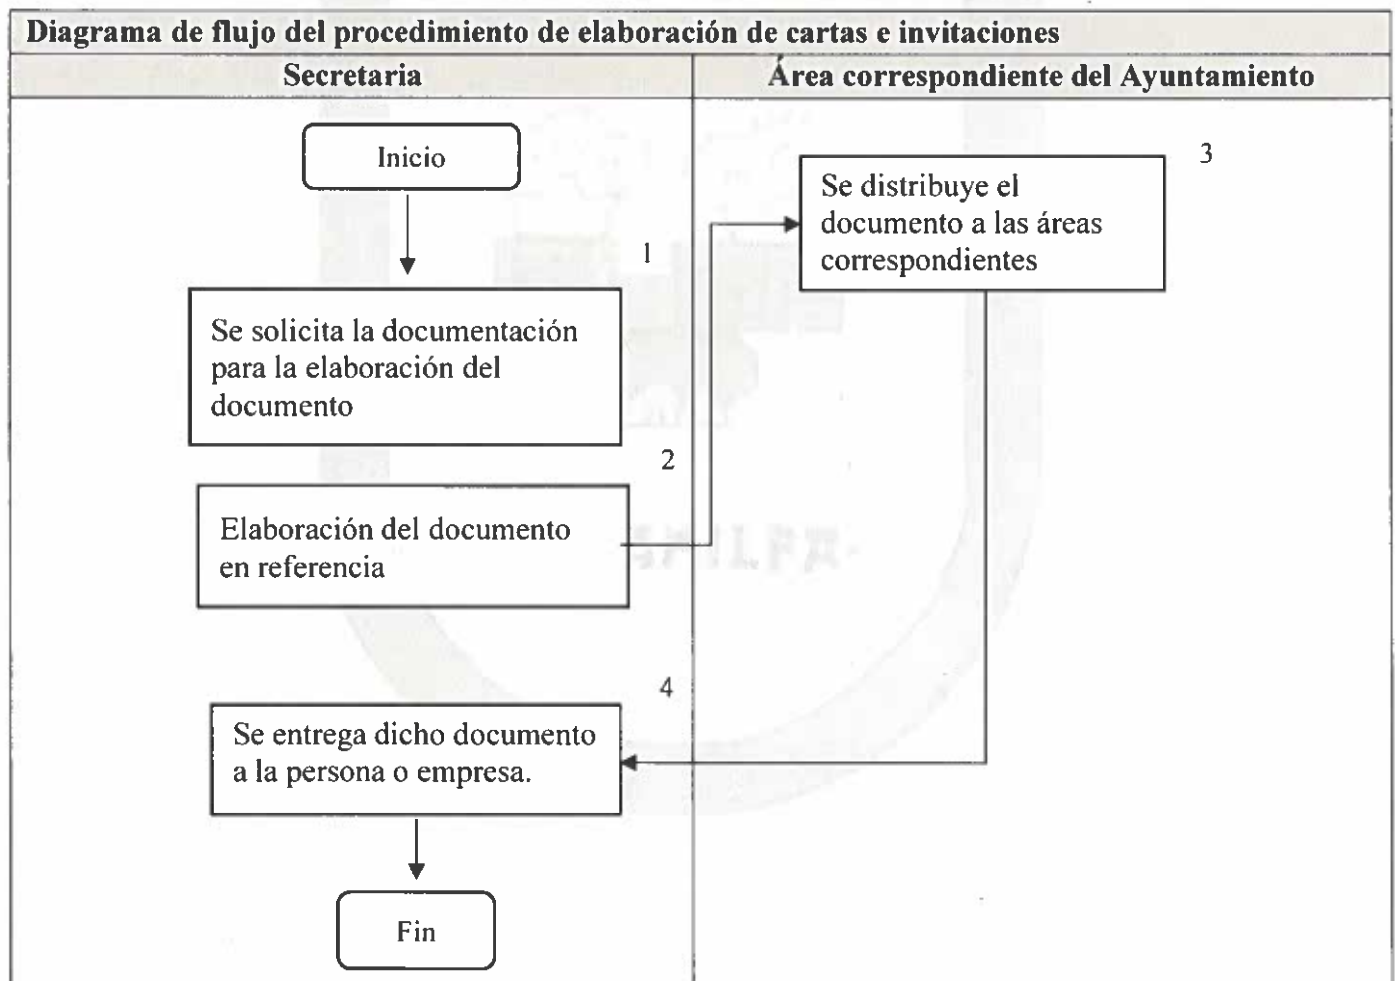 Diagrama de flujo del procedimiento de elaboración de cartas e invitaciones
Secretaria
Área correspondiente del Ayuntamiento
Inicio
1
Se solicita la documentación
para la elaboración del
documento
2
Elaboración del documento
en referencia
3
Se distribuye el
documento a las áreas
correspondientes
4
Se entrega dicho documento
a la persona o empresa.
Fin